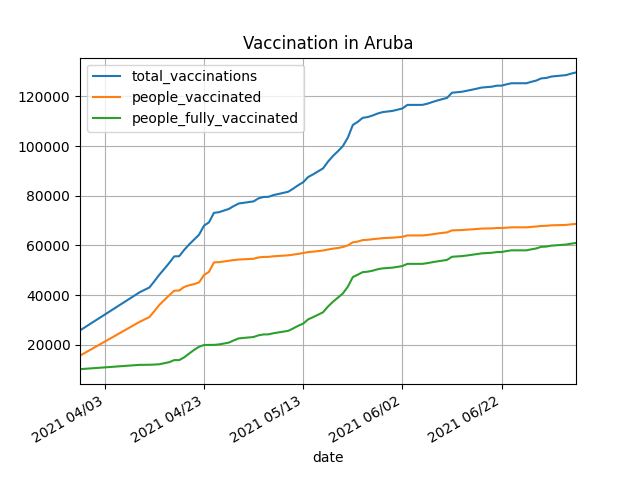 Vaccination in Aruba
total_vaccinations
people_vaccinated
people_fully_vaccinated
120000
100000
80000
60000
40000
20000
2021 04/03
2021 04/23
2021 05/13
2021 06/02
2021 06/22
date